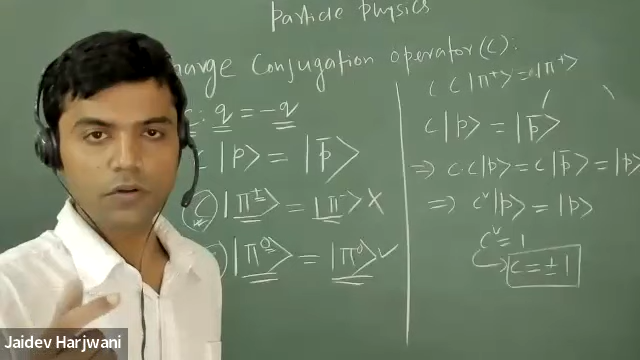 Particle Physics
harge Conjugation operator (C):
C: q = -q
C |p⟩ = |p̄⟩
C |π±⟩ = |π⁻⟩ ×
|π⁰⟩ = |π⁰⟩ ✓
C |π⁺⟩ = |π⁺⟩
C |p⟩ = |p̄⟩
⇒ C·C|p⟩ = C|p̄⟩ = |p⟩
⇒ C²|p⟩ = |p⟩
C² = 1
C = ±1
Jaidev Harjwani